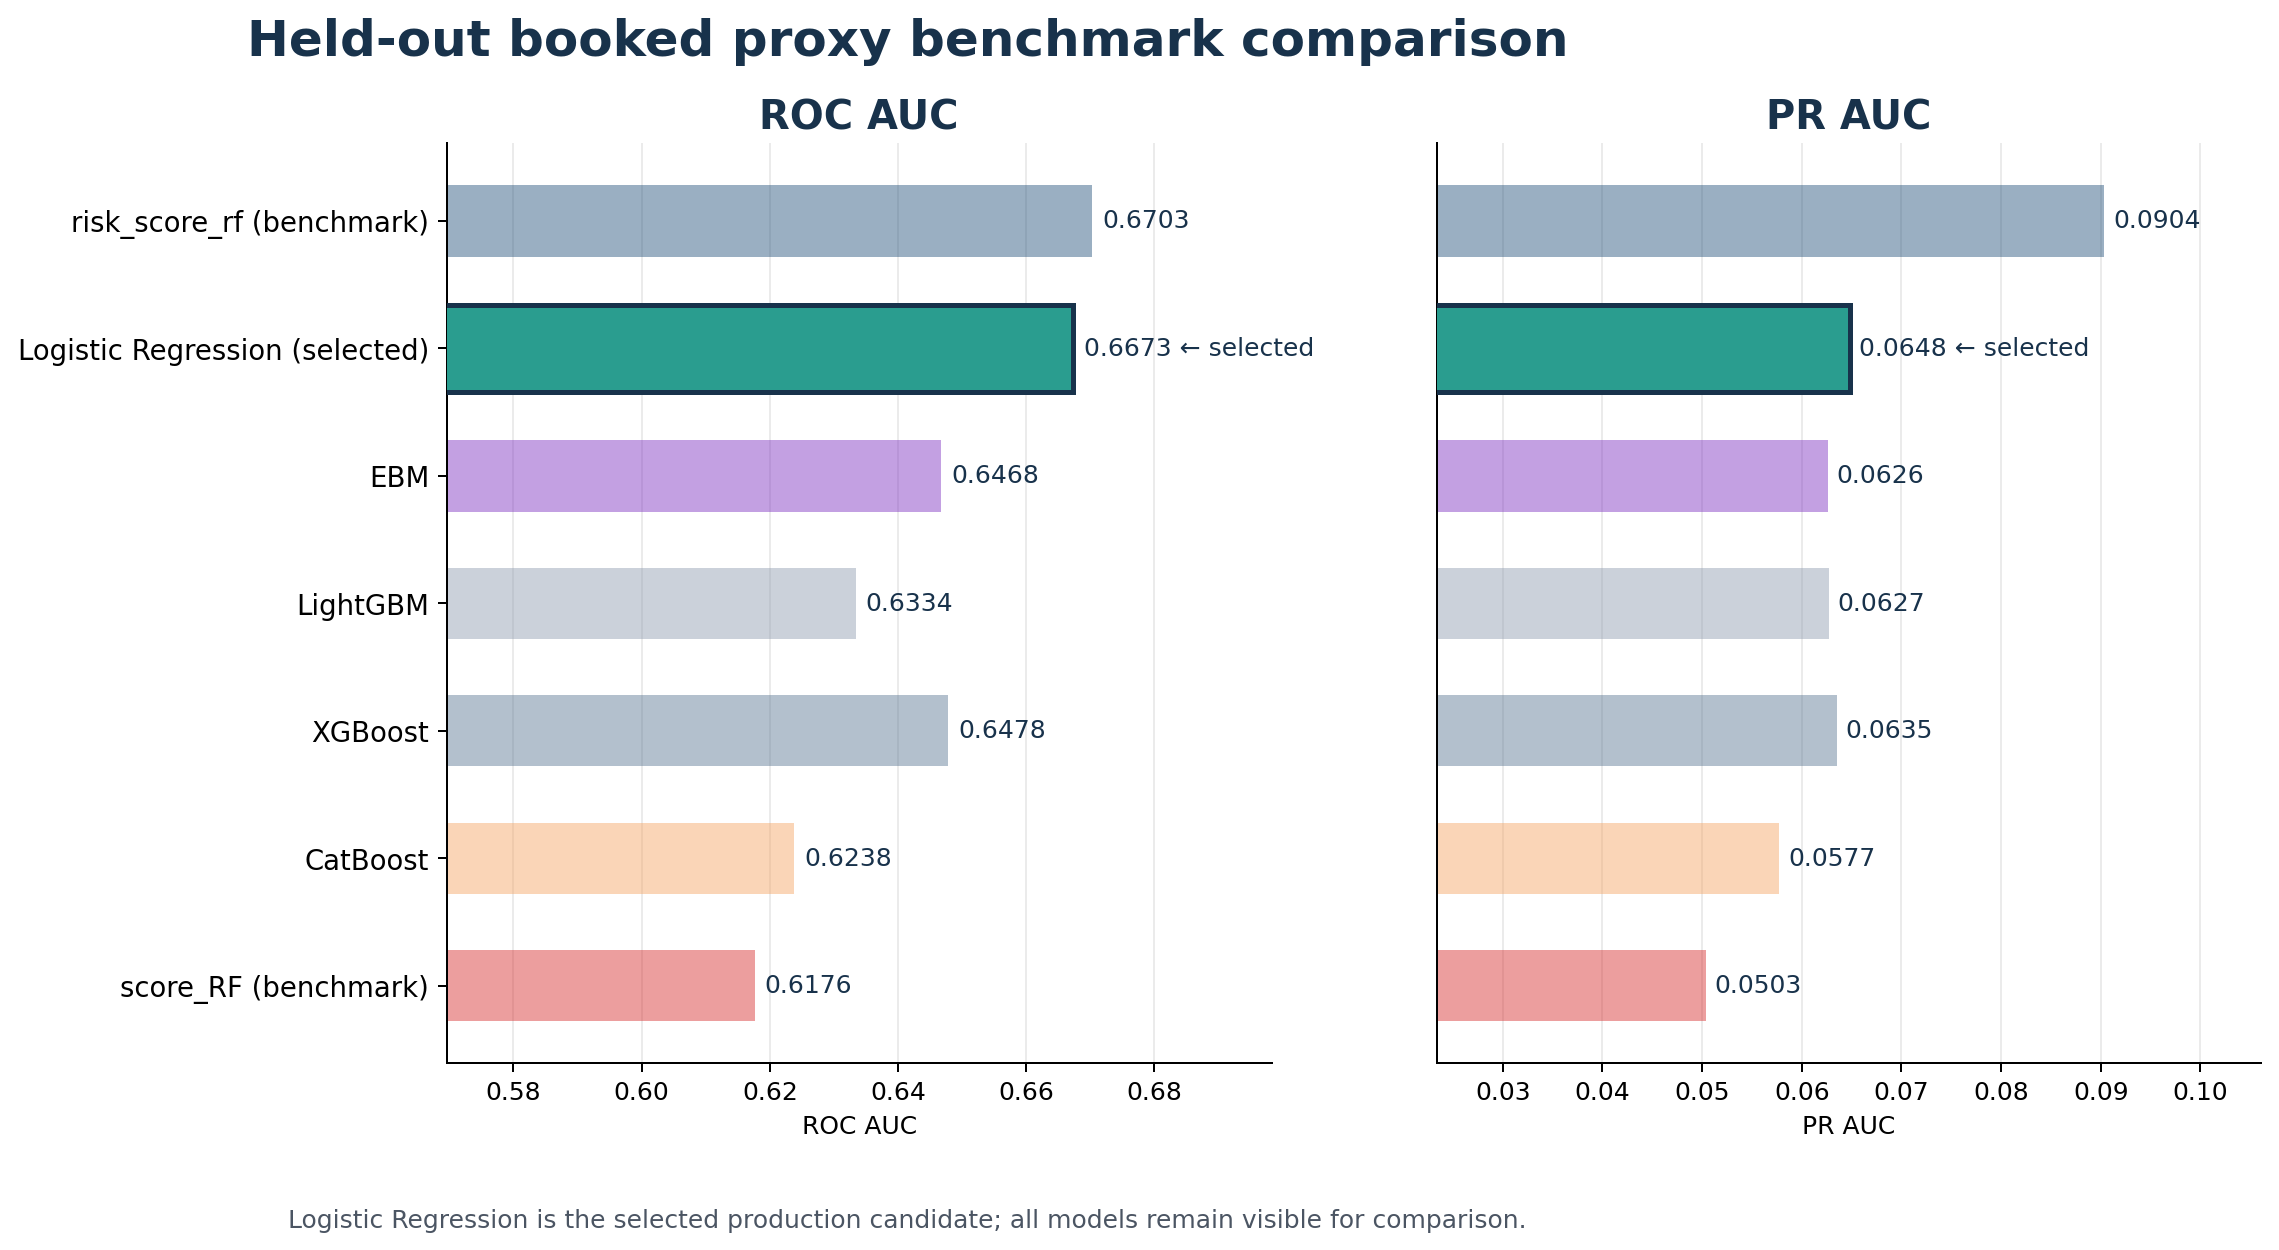 Held-out booked proxy benchmark comparison
ROC AUC
risk_score_rf (benchmark)
0.6703
Logistic Regression (selected)
0.6673 ← selected
EBM
0.6468
LightGBM
0.6334
XGBoost
0.6478
CatBoost
0.6238
score_RF (benchmark)
0.6176
0.58 0.60 0.62 0.64 0.66 0.68
ROC AUC
PR AUC
0.0904
0.0648 ← selected
0.0626
0.0627
0.0635
0.0577
0.0503
0.03 0.04 0.05 0.06 0.07 0.08 0.09 0.10
PR AUC
Logistic Regression is the selected production candidate; all models remain visible for comparison.